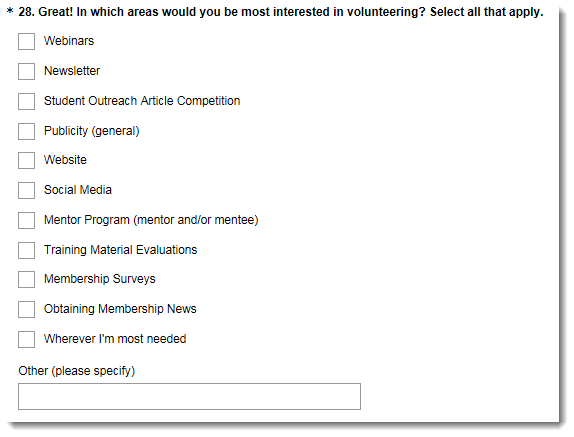 * 28. Great! In which areas would you be most interested in volunteering? Select all that apply.
Webinars
Newsletter
Student Outreach Article Competition
Publicity (general)
Website
Social Media
Mentor Program (mentor and/or mentee)
Training Material Evaluations
Membership Surveys
Obtaining Membership News
Wherever I'm most needed
Other (please specify)